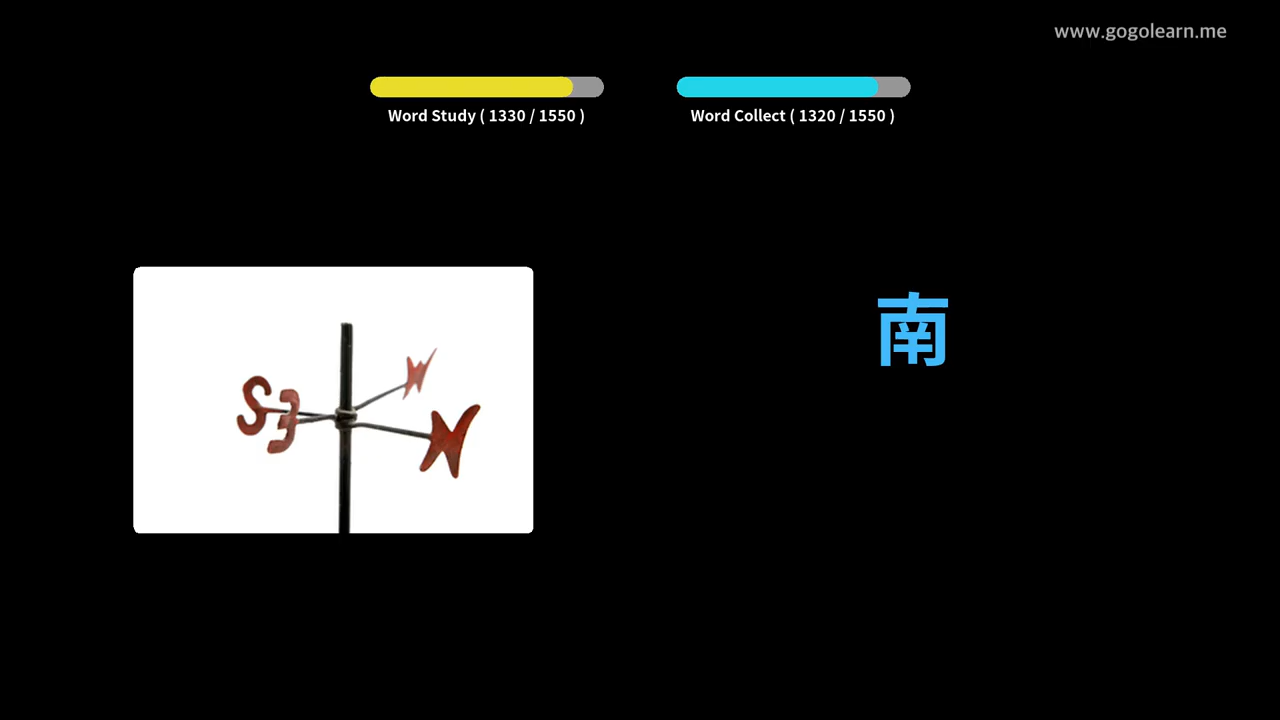 www.gogolearn.me
Word Study ( 1330 / 1550 )
Word Collect ( 1320 / 1550 )
南
S E N
W